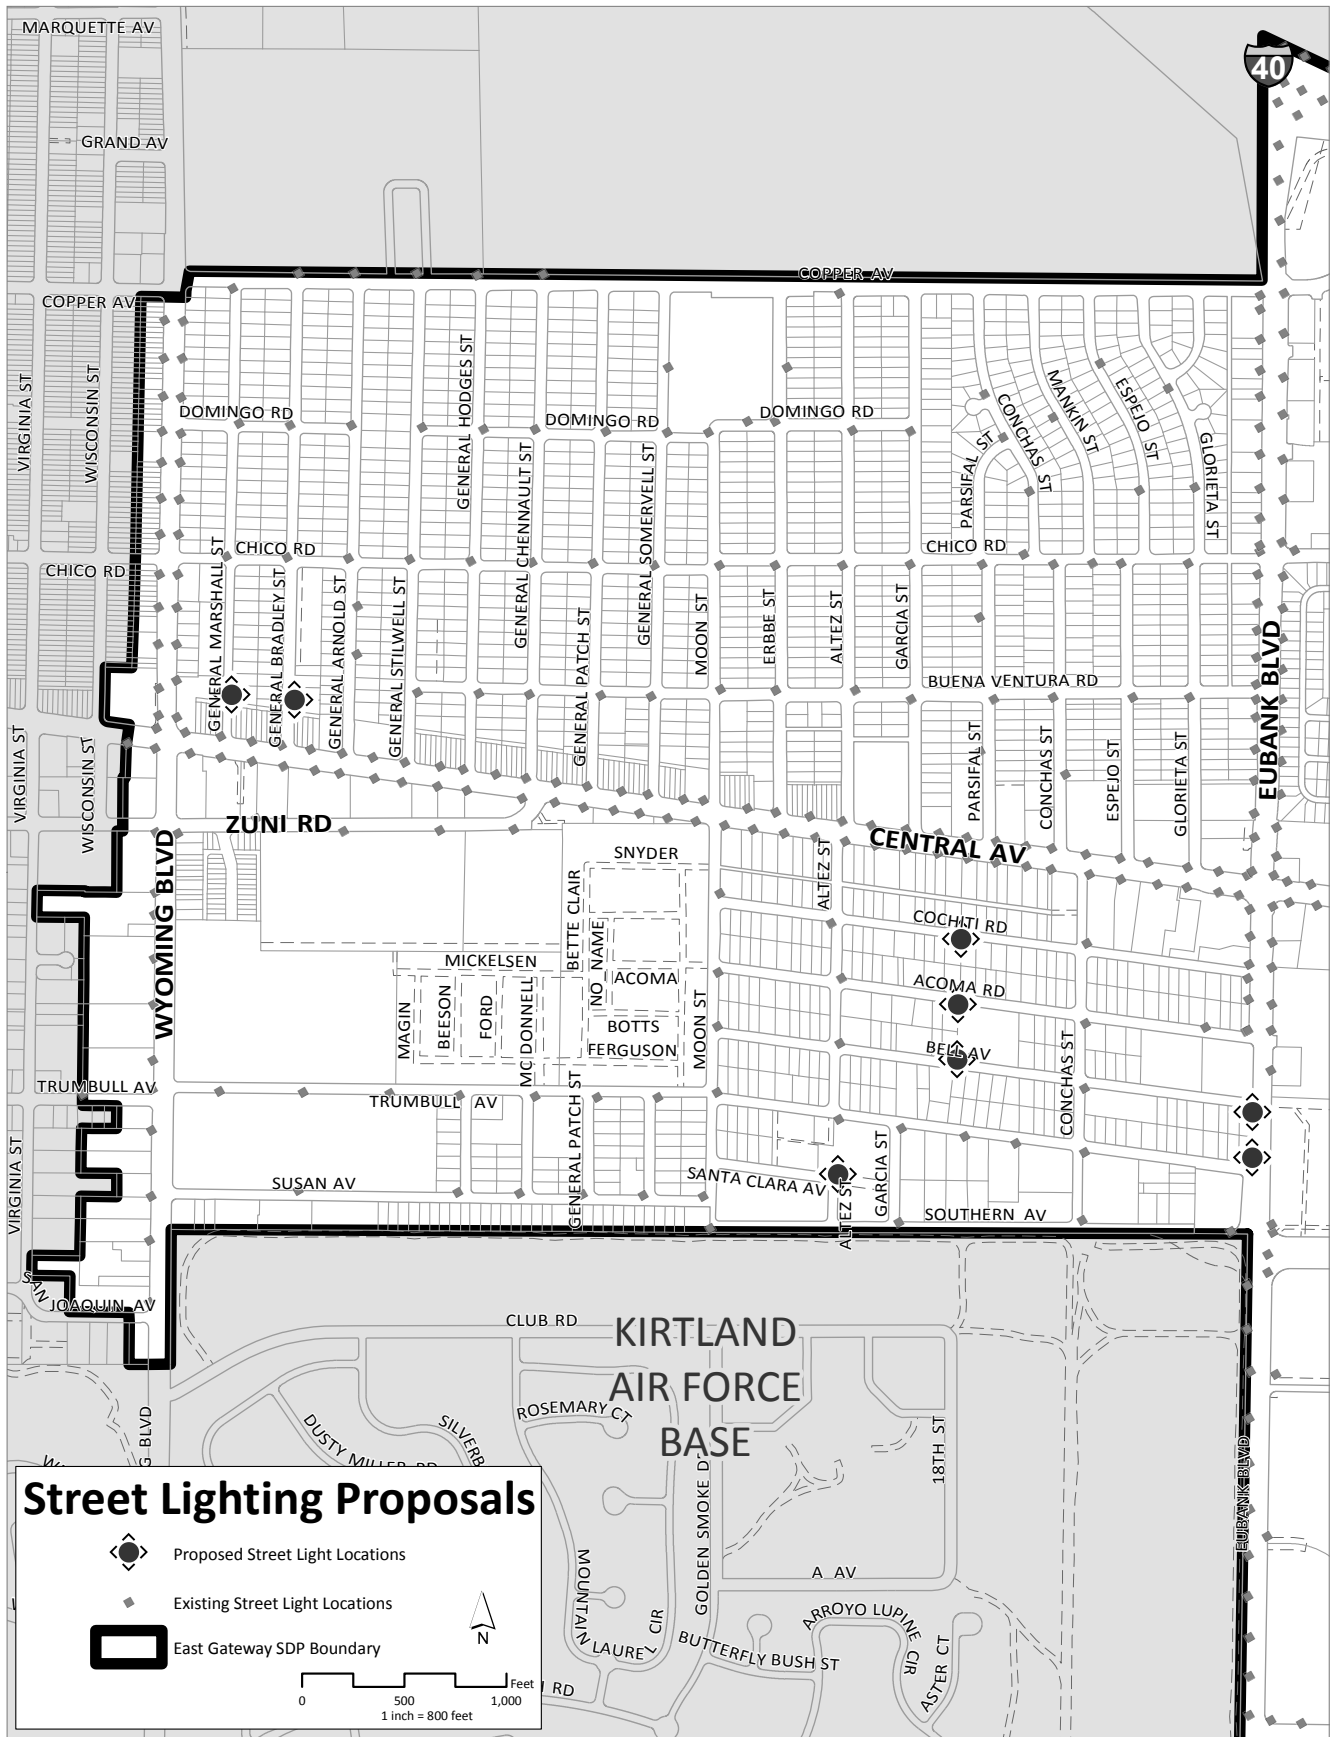 MARQUETTE AV
40
GRAND AV
COPPER AV
COPPER AV
VIRGINIA ST
WISCONSIN ST
GENERAL HODGES ST
DOMINGO RD
DOMINGO RD
DOMINGO RD
MANKIN ST
ESPEJO ST
CONCHAS ST
PARSIFAL ST
GLORIETA ST
GENERAL CHENNAULT ST
GENERAL SOMERVELL ST
CHICO RD
CHICO RD
CHICO RD
GENERAL MARSHALL ST
GENERAL BRADLEY ST
GENERAL ARNOLD ST
GENERAL STILWELL ST
GENERAL PATCH ST
MOON ST
ERBBE ST
ALTEZ ST
GARCIA ST
EUBANK BLVD
BUENA VENTURA RD
VIRGINIA ST
WISCONSIN ST
PARSIFAL ST
CONCHAS ST
ESPEJO ST
GLORIETA ST
ZUNI RD
WYOMING BLVD
CENTRAL AV
SNYDER
BETTE CLAIR
NO NAME
ALTEZ ST
COCHITI RD
MICKELSEN
ACOMA
ACOMA RD
MAGIN
BEESON
FORD
MC DONNELL
BOTTS
FERGUSON
MOON ST
BELL AV
CONCHAS ST
TRUMBULL AV
TRUMBULL AV
GENERAL PATCH ST
VIRGINIA ST
SUSAN AV
SANTA CLARA AV
ALTEZ ST
GARCIA ST
SOUTHERN AV
SAN
JOAQUIN AV
CLUB RD
KIRTLAND
AIR FORCE
BASE
ROSEMARY CT
DUSTY MILLER RD
SILVERB
G BLVD
GOLDEN SMOKE D
18TH ST
EUBANK BLVD
A AV
MOUNTAIN
LAUREL CIR
BUTTERFLY BUSH ST
ARROYO LUPINE CIR
ASTER CT
RD
Street Lighting Proposals
Proposed Street Light Locations
Existing Street Light Locations
East Gateway SDP Boundary
N
Feet
0 500 1,000
1 inch = 800 feet